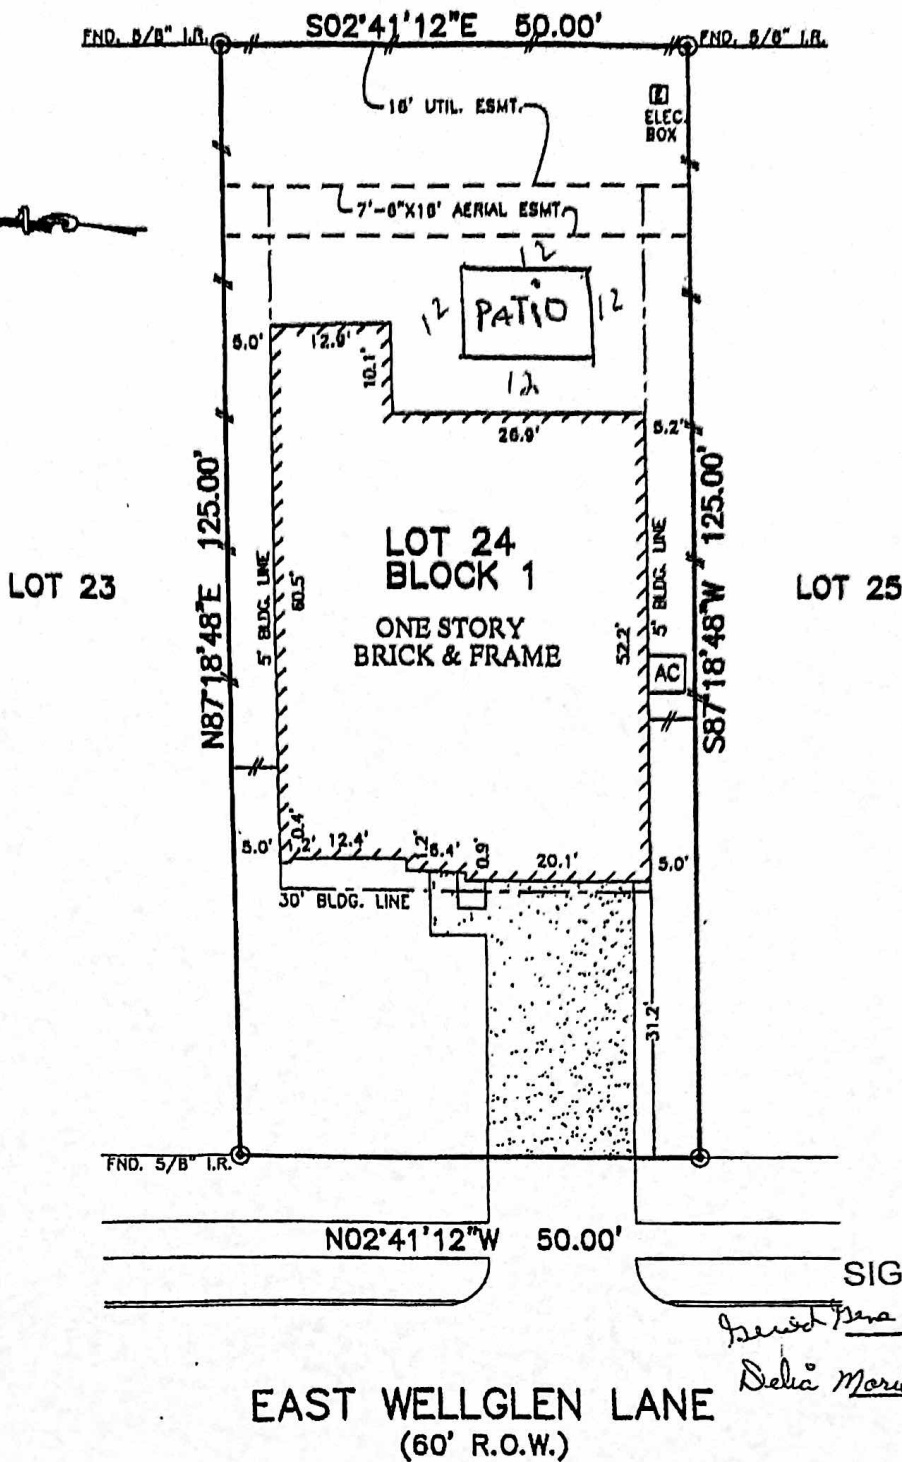 S02°41'12"E 50.00'
FND. 5/8" I.R.
FND. 5/8" I.R.
16' UTIL. ESMT.
ELEC.
BOX
7'-6"X16' AERIAL ESMT.
12
12
PATIO
12
12
5.0'
12.9'
10.1'
26.9'
5.2'
N87°18'48"E 125.00'
5' BLDG. LINE
60.5'
LOT 24
BLOCK 1
ONE STORY
BRICK & FRAME
LOT 23
LOT 25
52.2'
5' BLDG. LINE
AC
S87°18'48"W 125.00'
5.0'
0.4'
12.4'
6.4'
0.9'
20.1'
5.0'
30' BLDG. LINE
31.2'
FND. 5/8" I.R.
N02°41'12"W 50.00'
SIG
Delia
EAST WELLGLEN LANE
(60' R.O.W.)